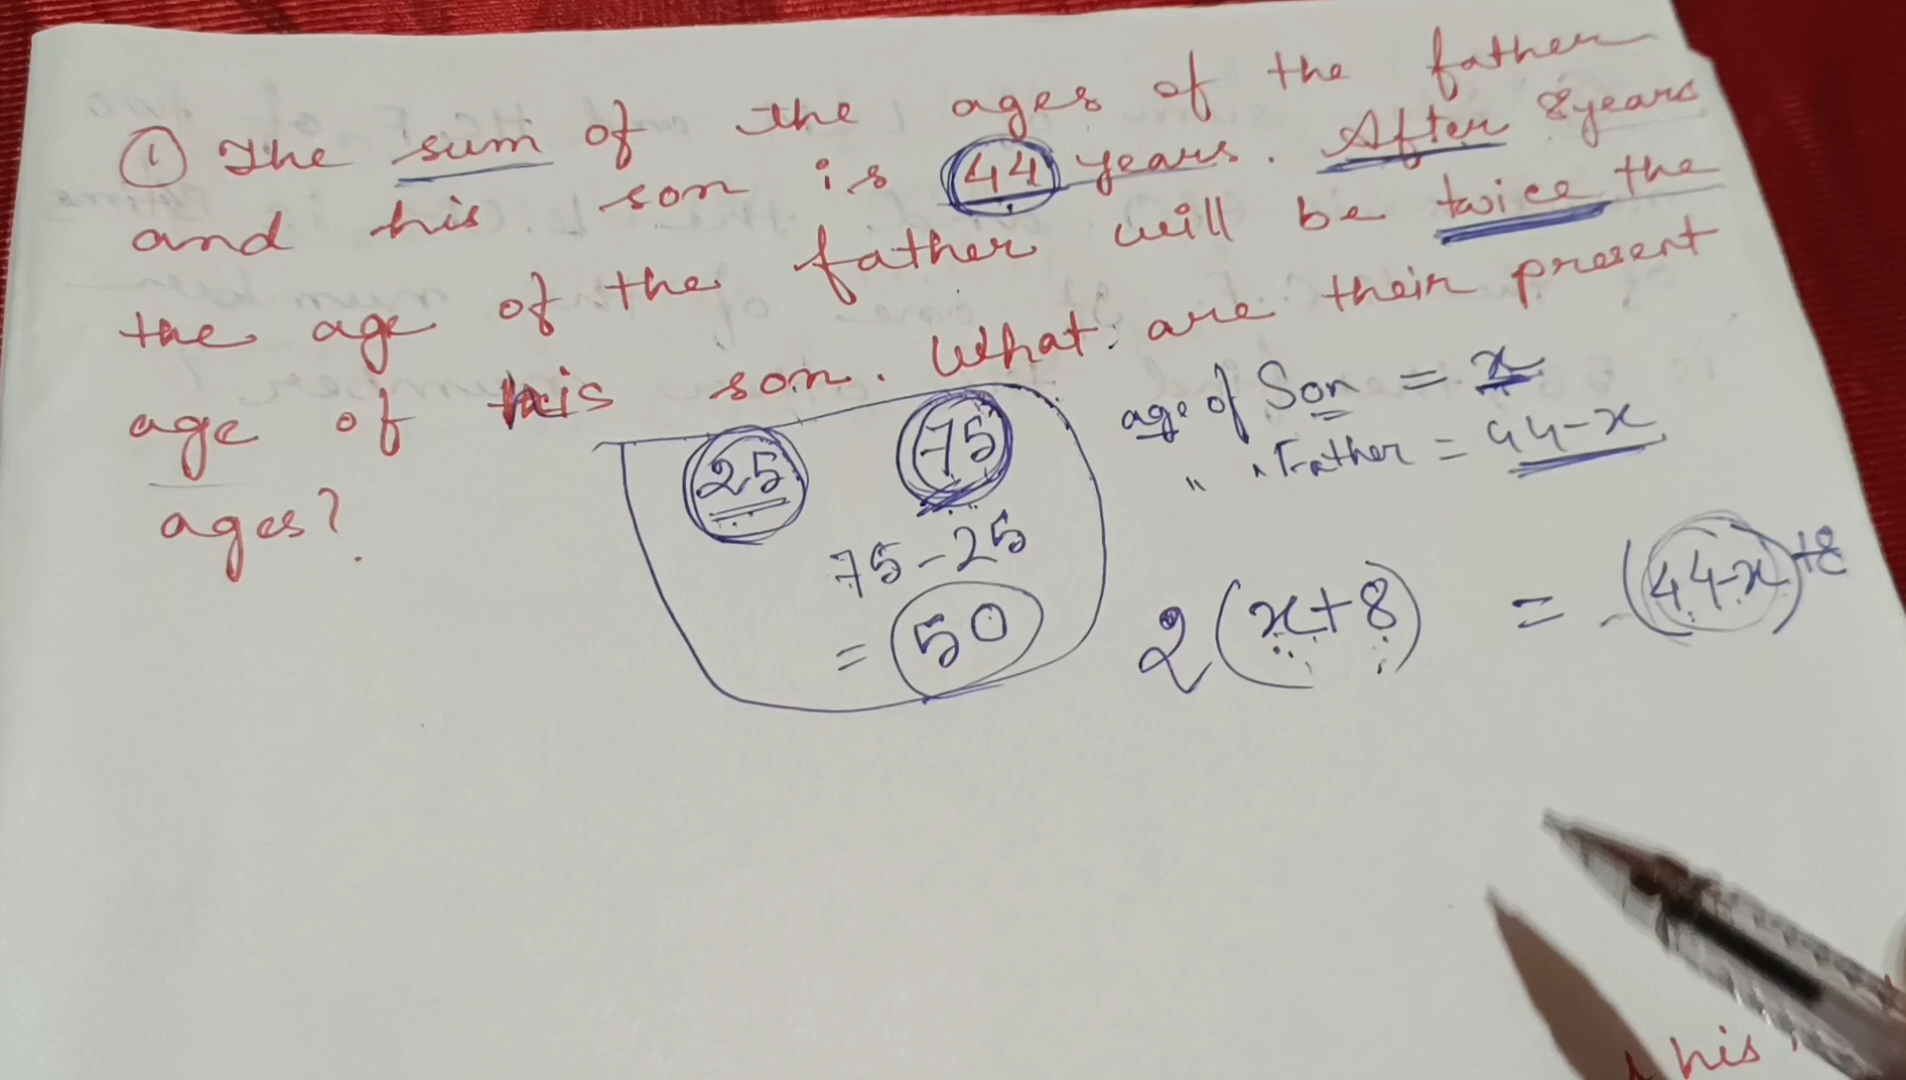 ① The sum of the ages of the father
and his son is 44 years. After 8 years
the age of the father will be twice the
age of his son. What are their present
ages?
25 75
75-25
= 50
age of Son = x
" " Father = 44-x
2(x+8) = (44-x)+8
his